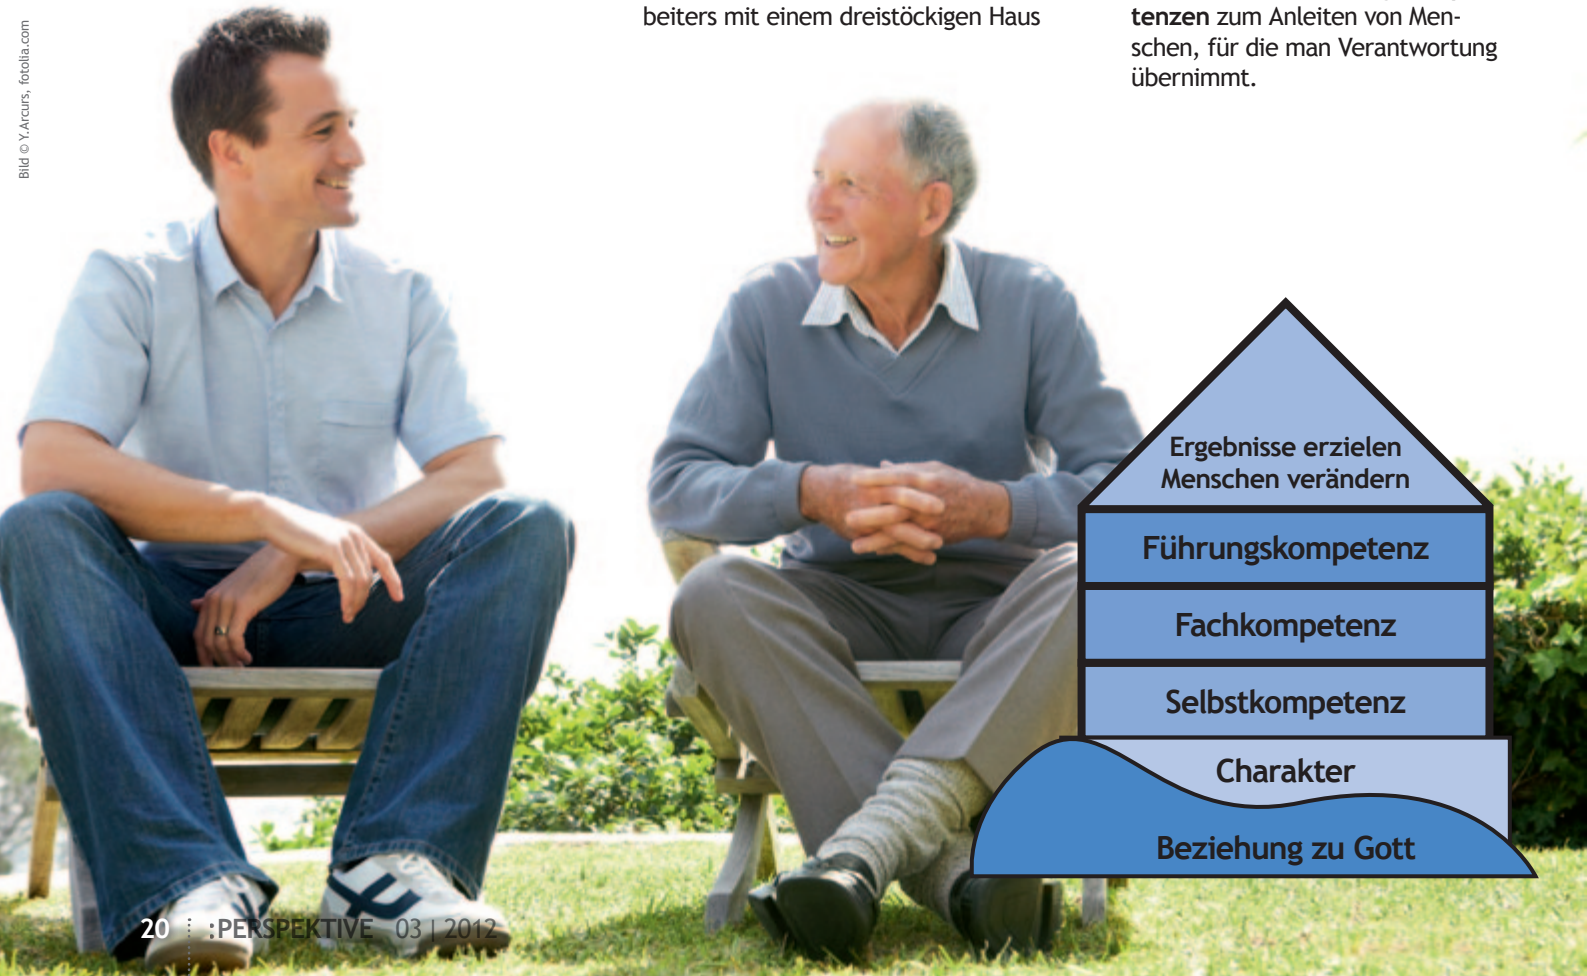 Bild © Y.Arcurs, fotolia.com
beiters mit einem dreistöckigen Haus
tenzen zum Anleiten von Men-
schen, für die man Verantwortung
übernimmt.
Ergebnisse erzielen
Menschen verändern
Führungskompetenz
Fachkompetenz
Selbstkompetenz
Charakter
Beziehung zu Gott
20 :PERSPEKTIVE 03 | 2012